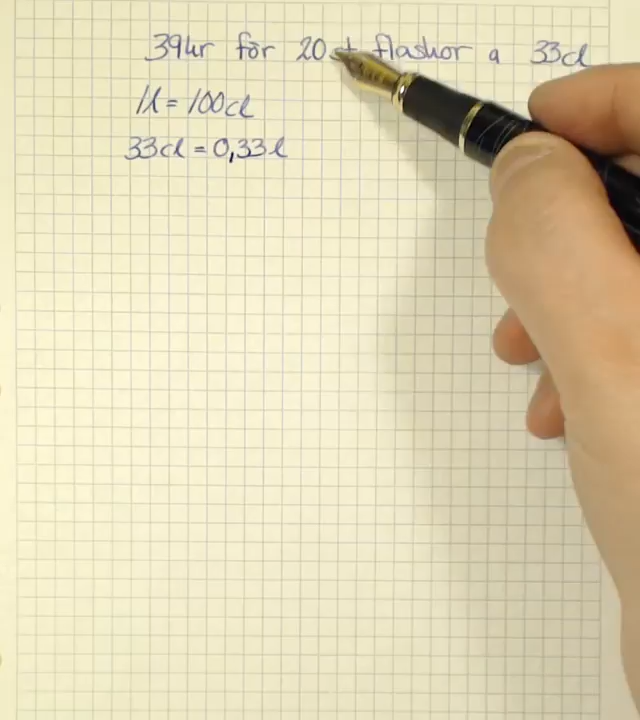 39kr för 20 st flaskor a 33cl
1l = 100cl
33cl = 0,33l